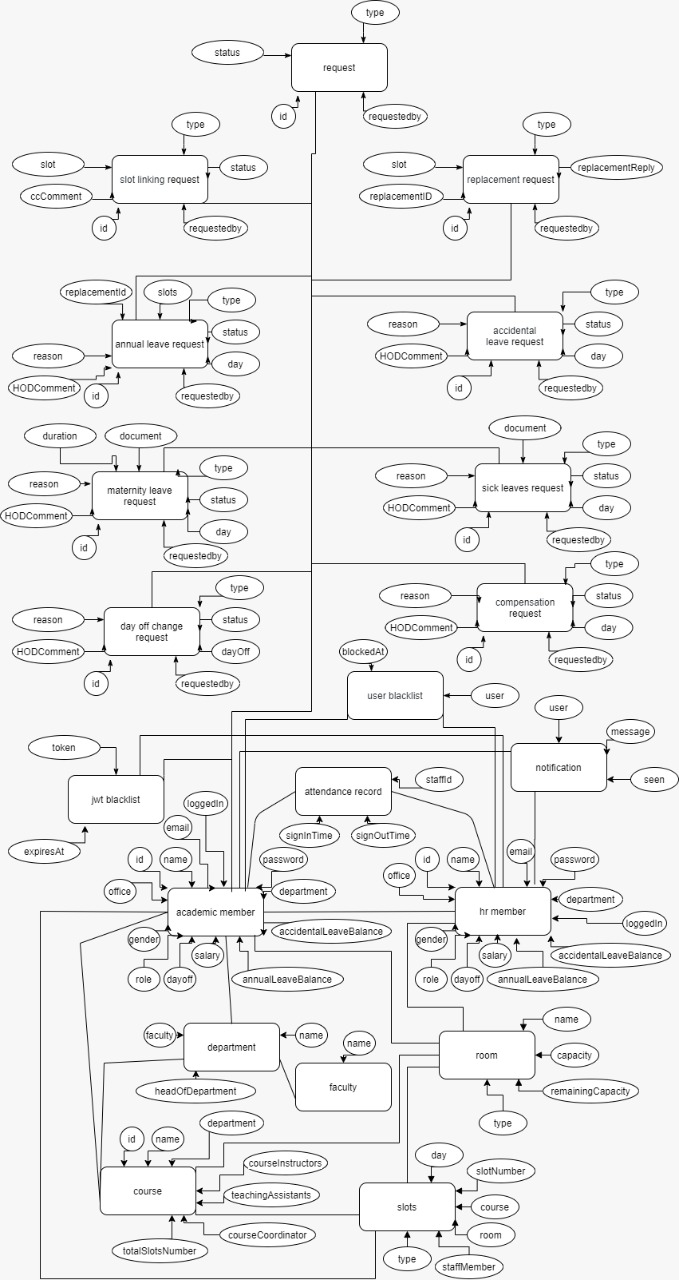 type
status
request
id
requestedby
type
slot
slot linking request
status
ccComment
id
requestedby
type
slot
replacement request
replacementReply
replacementID
id
requestedby
replacementId
slots
type
annual leave request
status
reason
day
HODComment
id
requestedby
type
reason
accidental
leave request
status
HODComment
day
id
requestedby
duration
document
type
reason
maternity leave
request
status
HODComment
day
id
requestedby
document
type
reason
sick leaves request
status
HODComment
day
id
requestedby
type
reason
day off change
request
status
HODComment
dayOff
id
requestedby
type
reason
compensation
request
status
HODComment
day
id
requestedby
blockedAt
user blacklist
user
user
message
notification
seen
token
jwt blacklist
expiresAt
attendance record
staffId
signInTime
signOutTime
loggedIn
email
id
name
password
office
department
academic member
accidentalLeaveBalance
gender
salary
role
dayoff
annualLeaveBalance
email
id
name
password
office
department
hr member
loggedIn
gender
salary
accidentalLeaveBalance
role
dayoff
annualLeaveBalance
faculty
department
name
headOfDepartment
name
faculty
name
room
capacity
remainingCapacity
type
department
id
name
course
courseInstructors
teachingAssistants
courseCoordinator
totalSlotsNumber
day
slotNumber
slots
course
room
type
staffMember